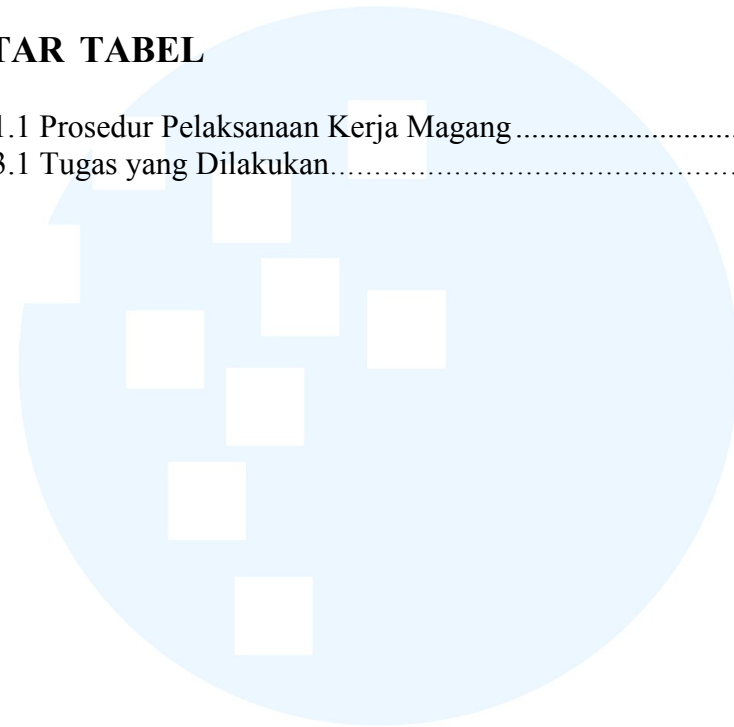 TAR TABEL
1.1 Prosedur Pelaksanaan Kerja Magang..............................
3.1 Tugas yang Dilakukan.................................................